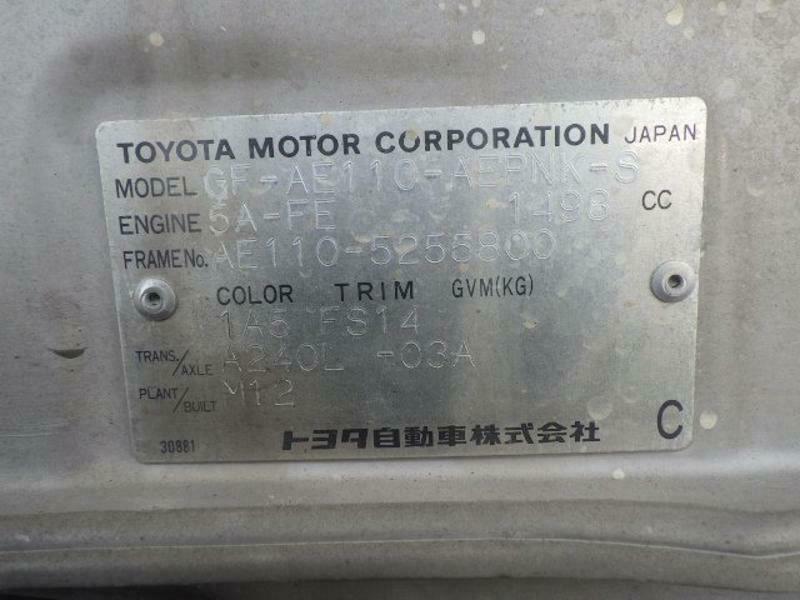 TOYOTA MOTOR CORPORATION JAPAN
MODEL GF-AE110-AEPNK-S
ENGINE 5A-FE 1498 CC
FRAME No. AE110-5255800
COLOR TRIM GVM(KG)
1A5 FS14
TRANS./AXLE A240L -03A
PLANT/BUILT M12
30881 トヨタ自動車株式会社 C